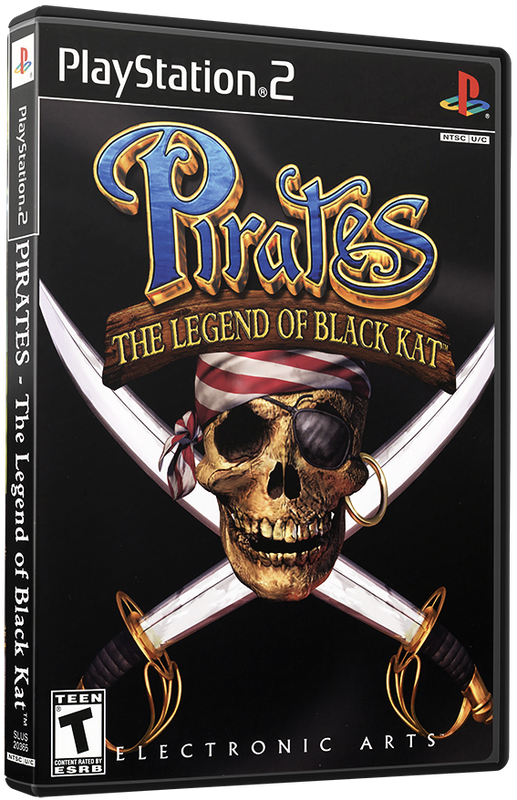 PlayStation®2
NTSC U/C
Pirates
THE LEGEND OF BLACK KAT™
TEEN
T
CONTENT RATED BY
ESRB
ELECTRONIC ARTS™
PlayStation®2
PIRATES - The Legend of Black Kat™
SLUS
20365
NTSC U/C